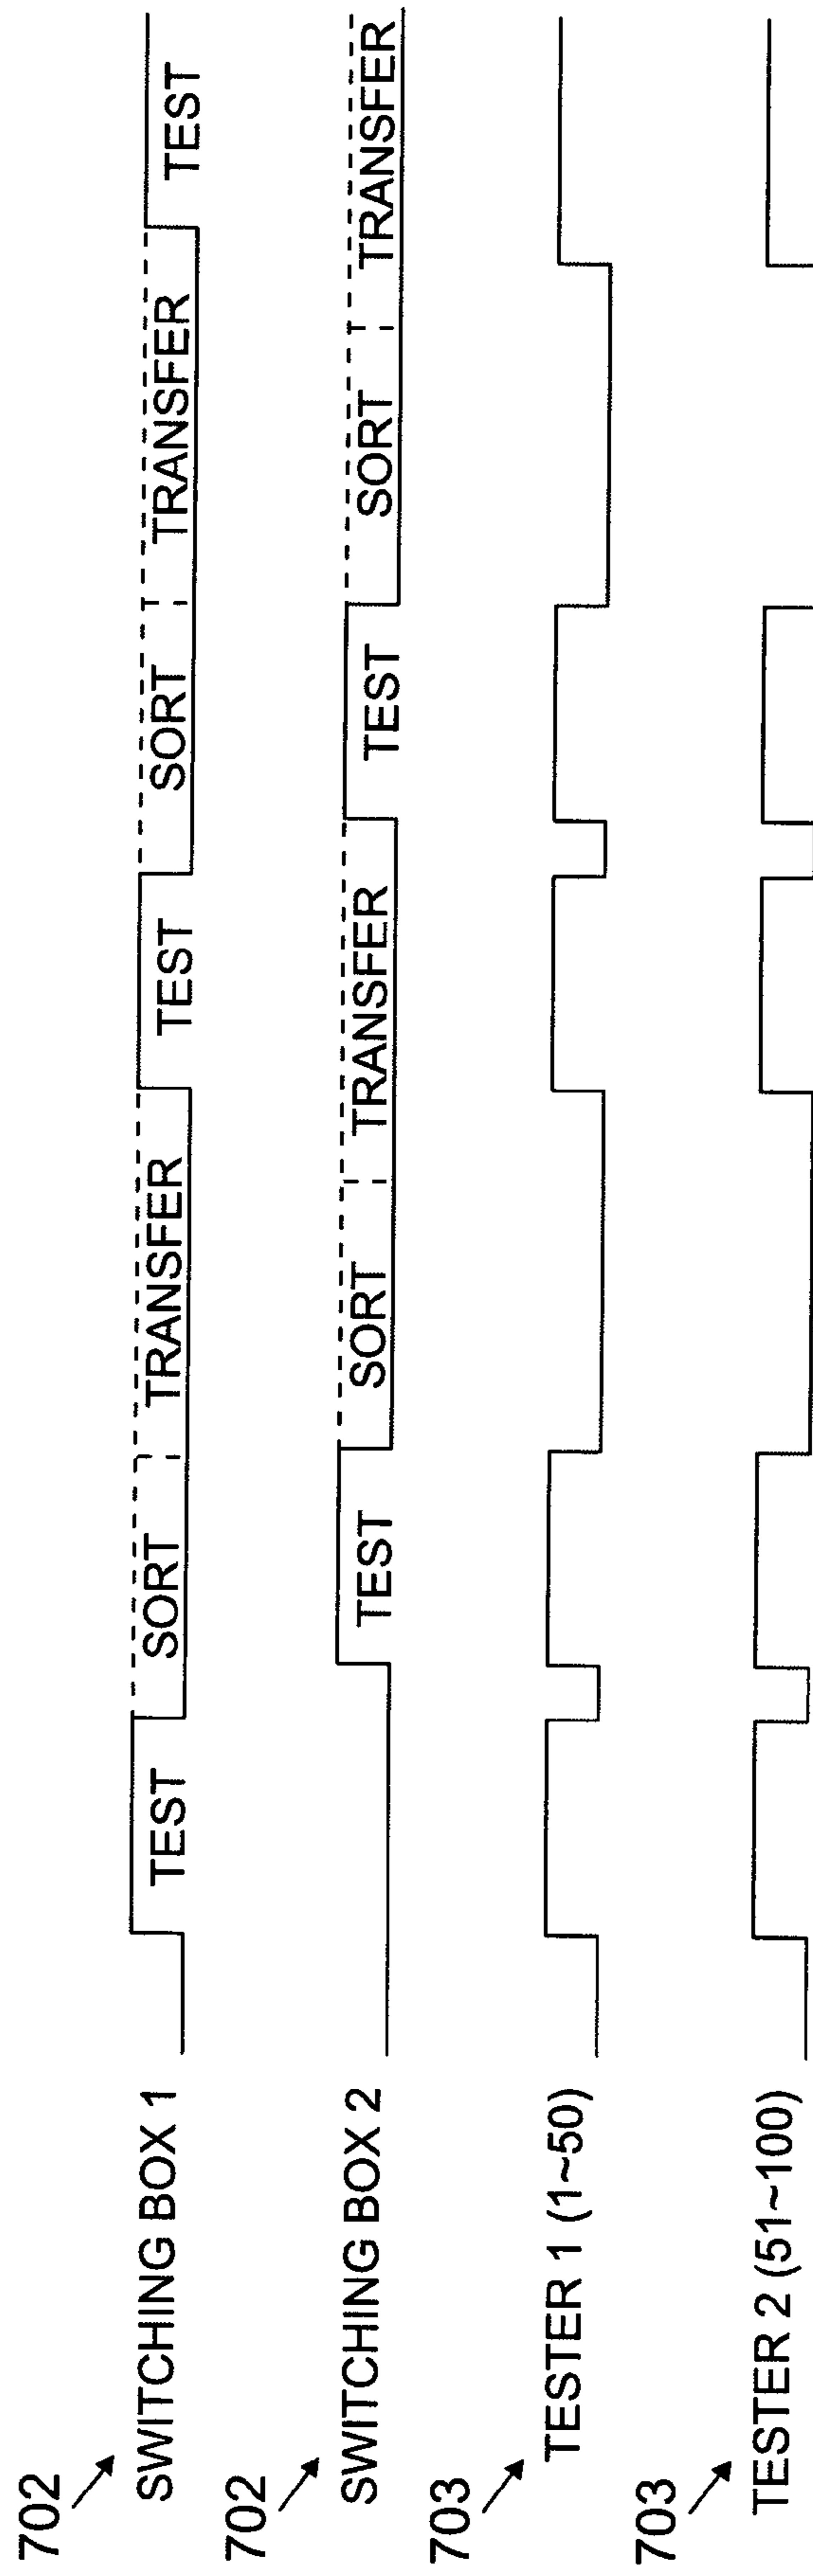 702
SWITCHING BOX 1
TEST SORT TRANSFER TEST SORT TRANSFER TEST
702
SWITCHING BOX 2
TEST SORT TRANSFER TEST SORT TRANSFER
703
TESTER 1 (1~50)
703
TESTER 2 (51~100)